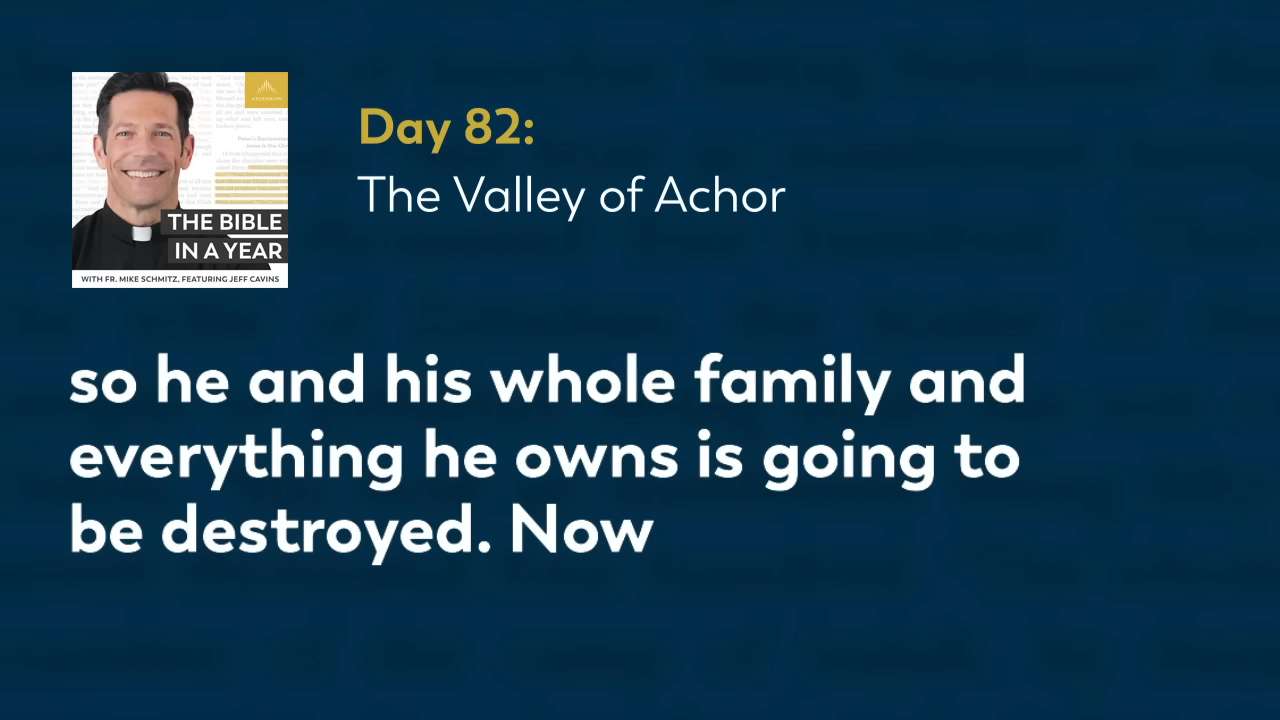 Day 82:
The Valley of Achor
ASCENSION
THE BIBLE
IN A YEAR
WITH FR. MIKE SCHMITZ, FEATURING JEFF CAVINS
so he and his whole family and
everything he owns is going to
be destroyed. Now